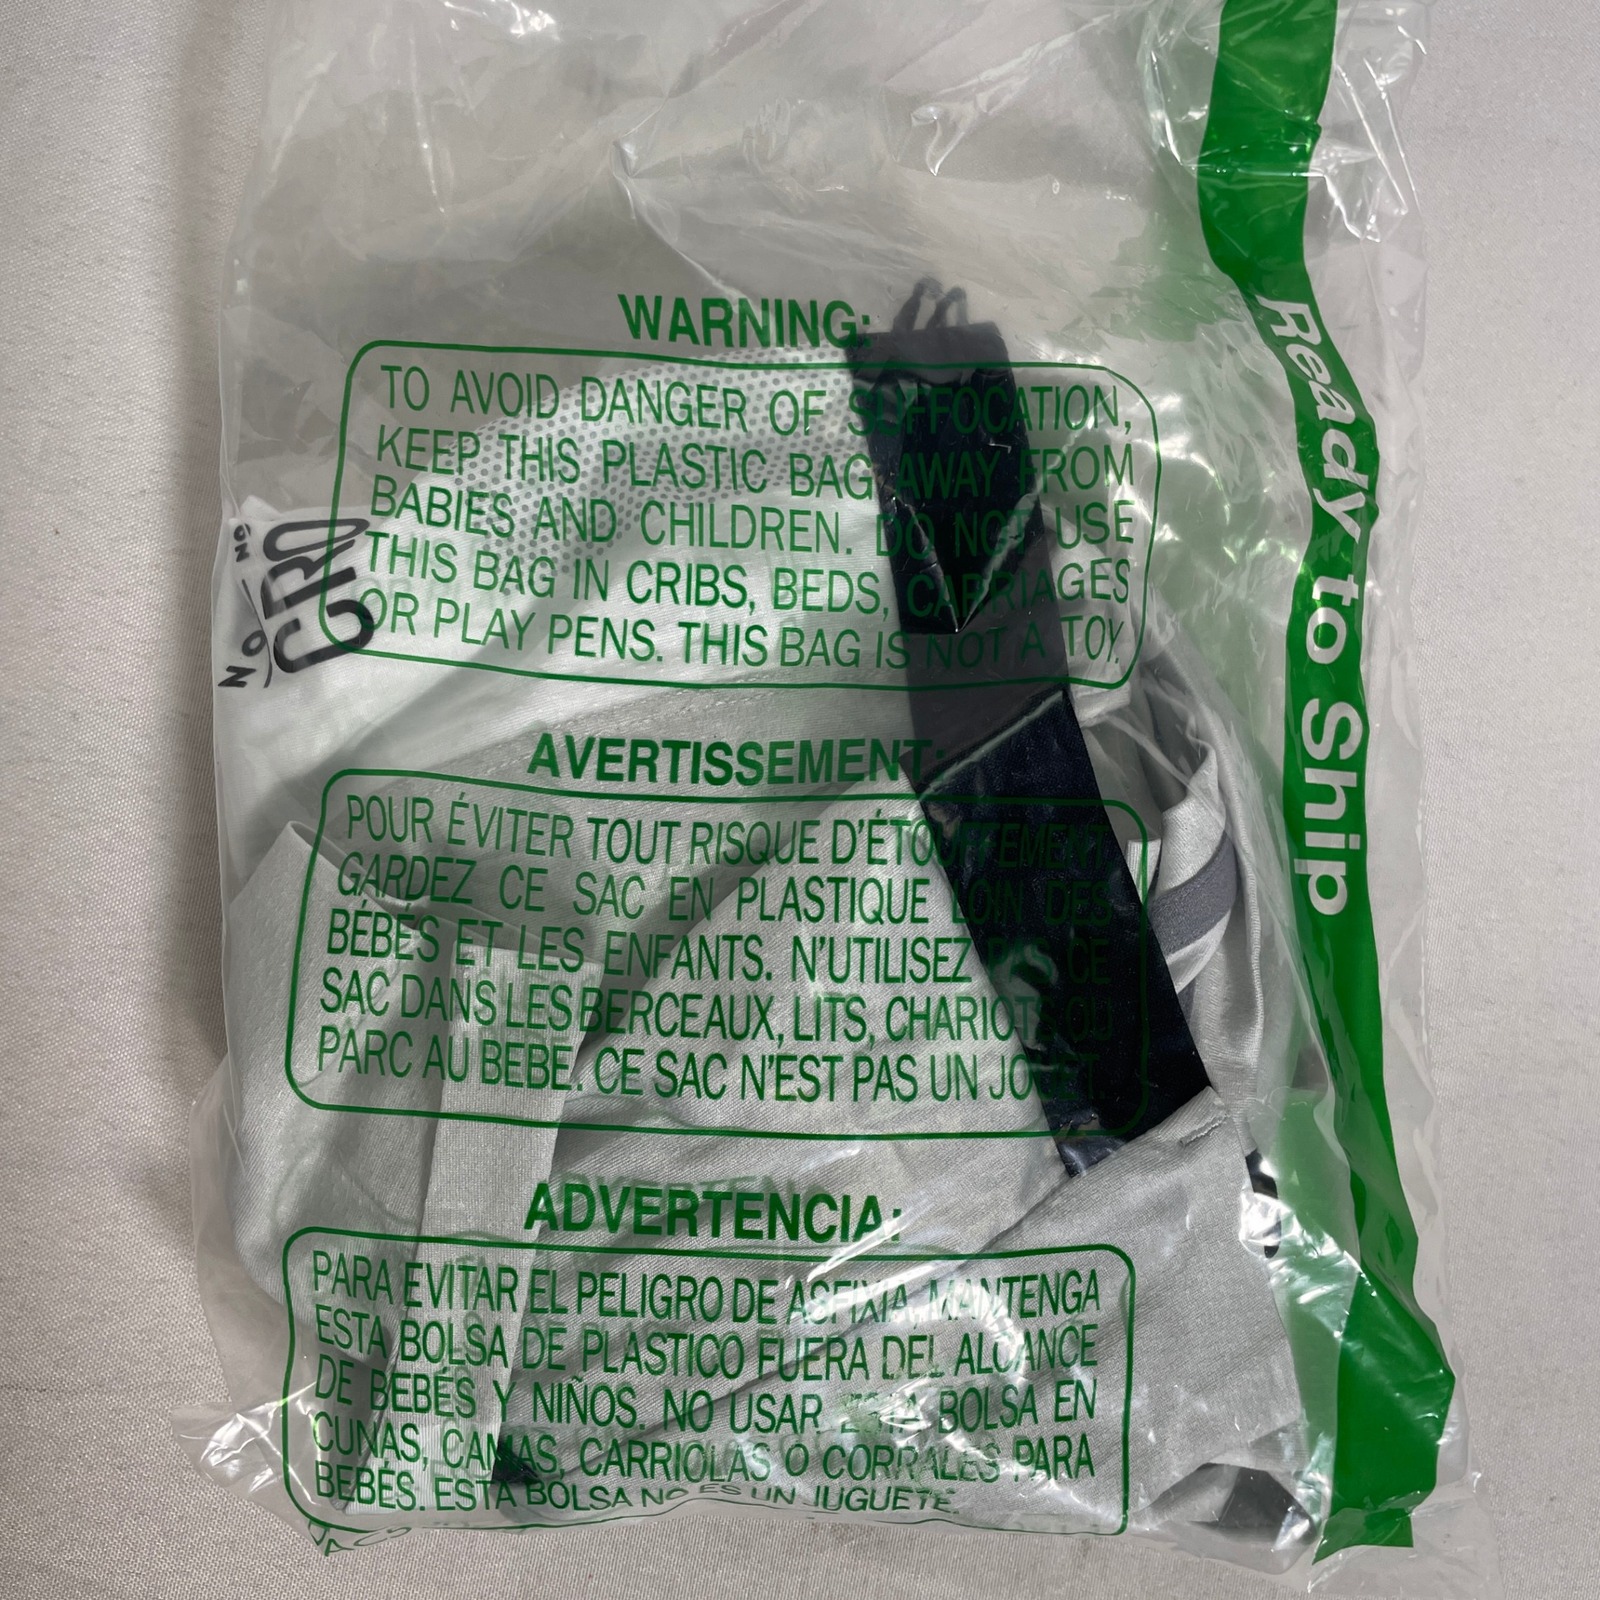 WARNING:
TO AVOID DANGER OF SUFFOCATION,
KEEP THIS PLASTIC BAG AWAY FROM
BABIES AND CHILDREN. DO NOT USE
THIS BAG IN CRIBS, BEDS, CARRIAGES
OR PLAY PENS. THIS BAG IS NOT A TOY.
AVERTISSEMENT:
POUR ÉVITER TOUT RISQUE D'ÉTOUFFEMENT
GARDEZ CE SAC EN PLASTIQUE LOIN DES
BÉBÉS ET LES ENFANTS. N'UTILISEZ PAS CE
SAC DANS LES BERCEAUX, LITS, CHARIOTS OU
PARC AU BEBE. CE SAC N'EST PAS UN JOUET.
ADVERTENCIA:
PARA EVITAR EL PELIGRO DE ASFIXIA, MANTENGA
ESTA BOLSA DE PLASTICO FUERA DEL ALCANCE
DE BEBÉS Y NIÑOS. NO USAR ESTA BOLSA EN
CUNAS, CAMAS, CARRIOLAS O CORRALES PARA
BEBÉS. ESTA BOLSA NO ES UN JUGUETE.
Ready to Ship
GRO